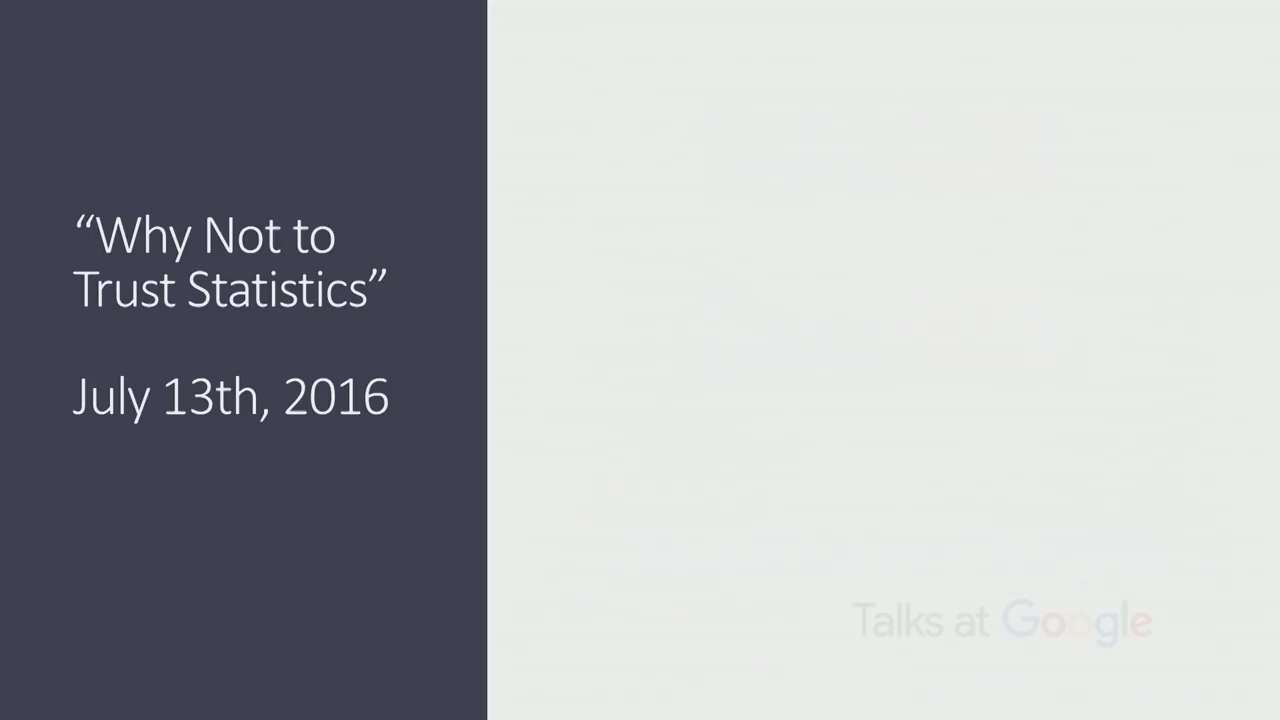 “Why Not to
Trust Statistics”
July 13th, 2016
Talks at Google